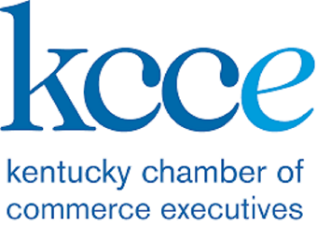 kcce
kentucky chamber of
commerce executives